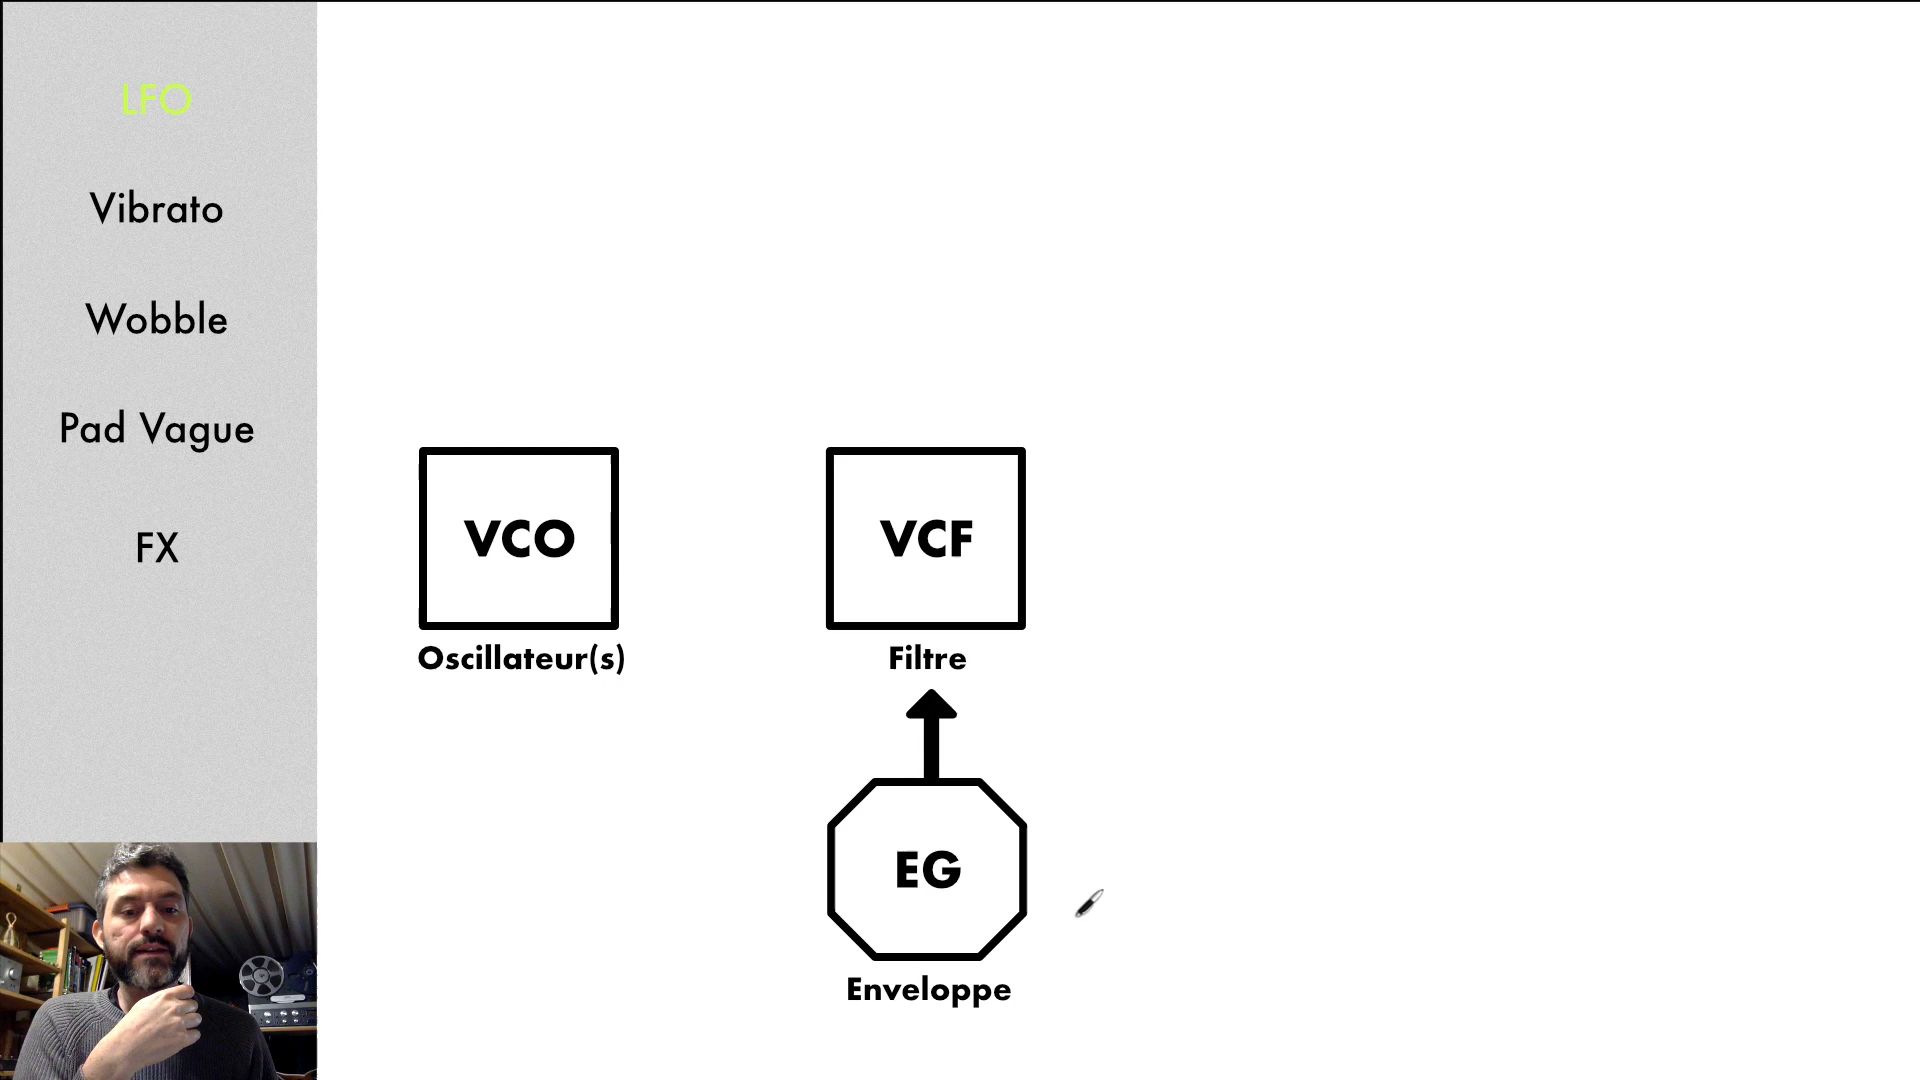 LFO
Vibrato
Wobble
Pad Vague
FX
VCO
Oscillateur(s)
VCF
Filtre
EG
Enveloppe